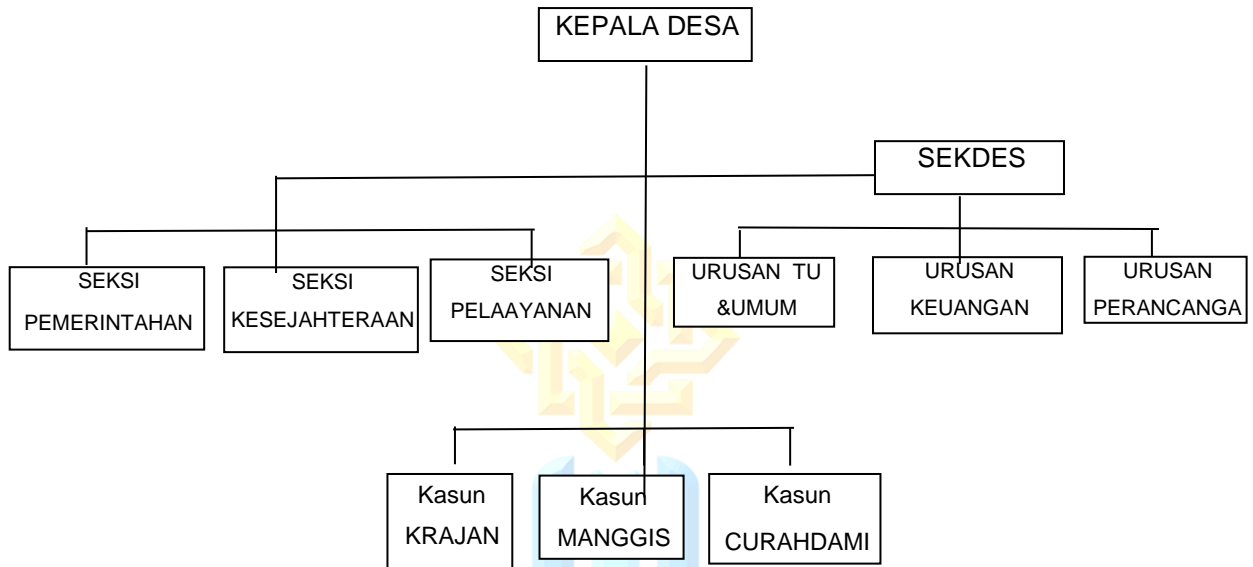 KEPALA DESA
SEKDES
SEKSI
PEMERINTAHAN
SEKSI
KESEJAHTERAAN
SEKSI
PELAAYANAN
URUSAN TU
&UMUM
URUSAN
KEUANGAN
URUSAN
PERANCANGA
Kasun
KRAJAN
Kasun
MANGGIS
Kasun
CURAHDAMI